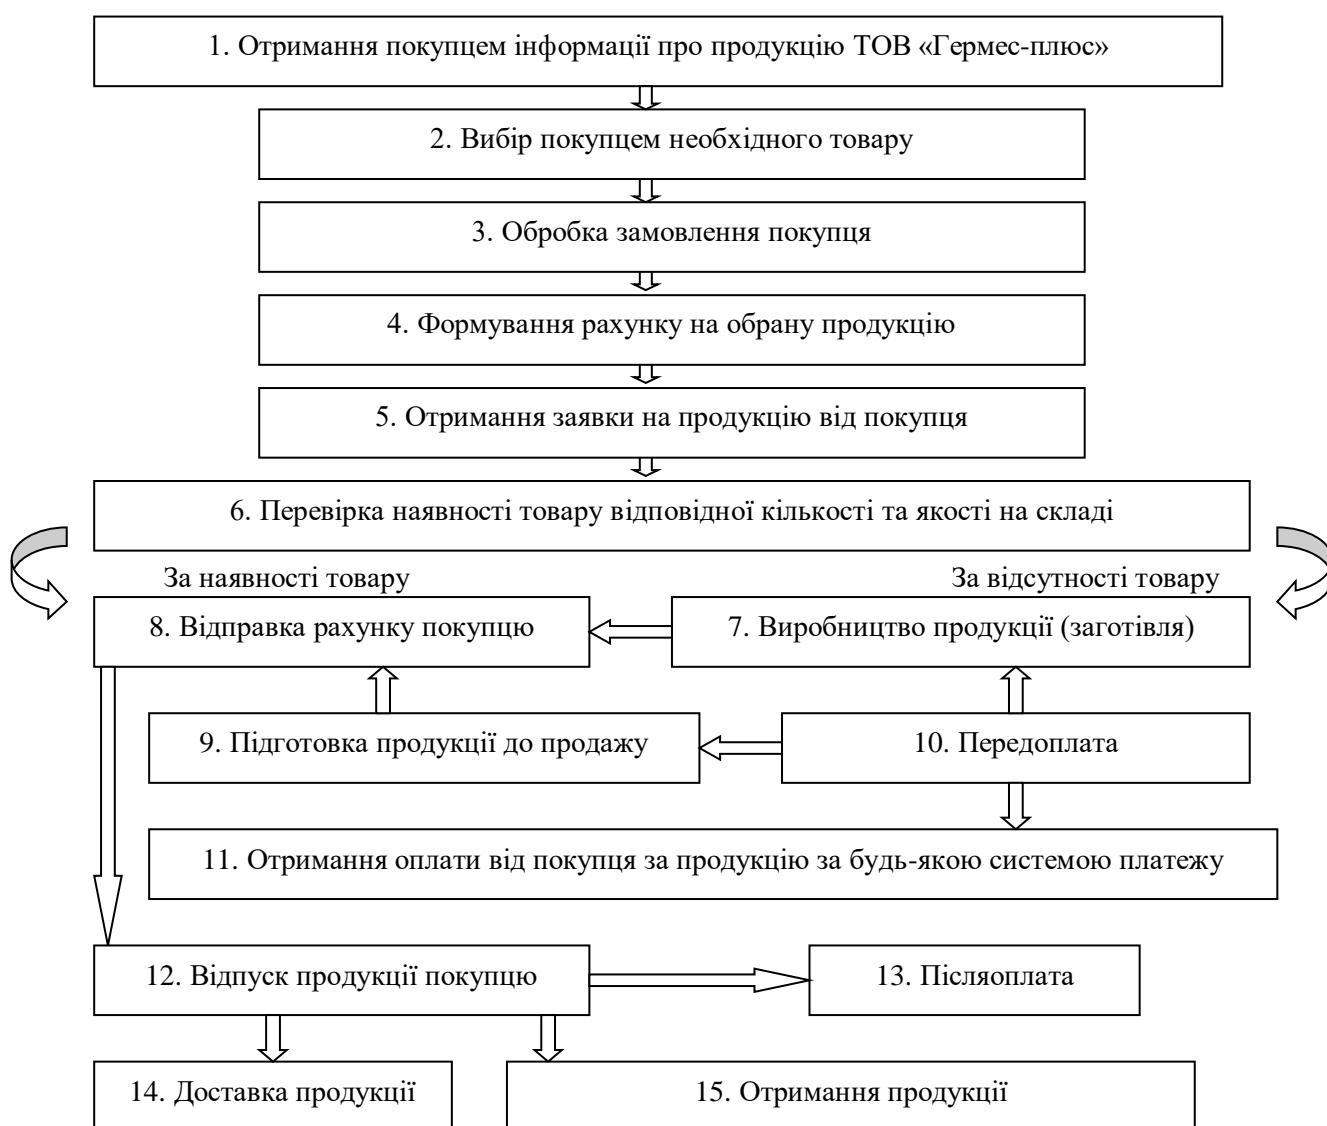 1. Отримання покупцем інформації про продукцію ТОВ «Гермес-плюс»
2. Вибір покупцем необхідного товару
3. Обробка замовлення покупця
4. Формування рахунку на обрану продукцію
5. Отримання заявки на продукцію від покупця
6. Перевірка наявності товару відповідної кількості та якості на складі
За наявності товару
За відсутності товару
8. Відправка рахунку покупцю
7. Виробництво продукції (заготівля)
9. Підготовка продукції до продажу
10. Передоплата
11. Отримання оплати від покупця за продукцію за будь-якою системою платежу
12. Відпуск продукції покупцю
13. Післяоплата
14. Доставка продукції
15. Отримання продукції